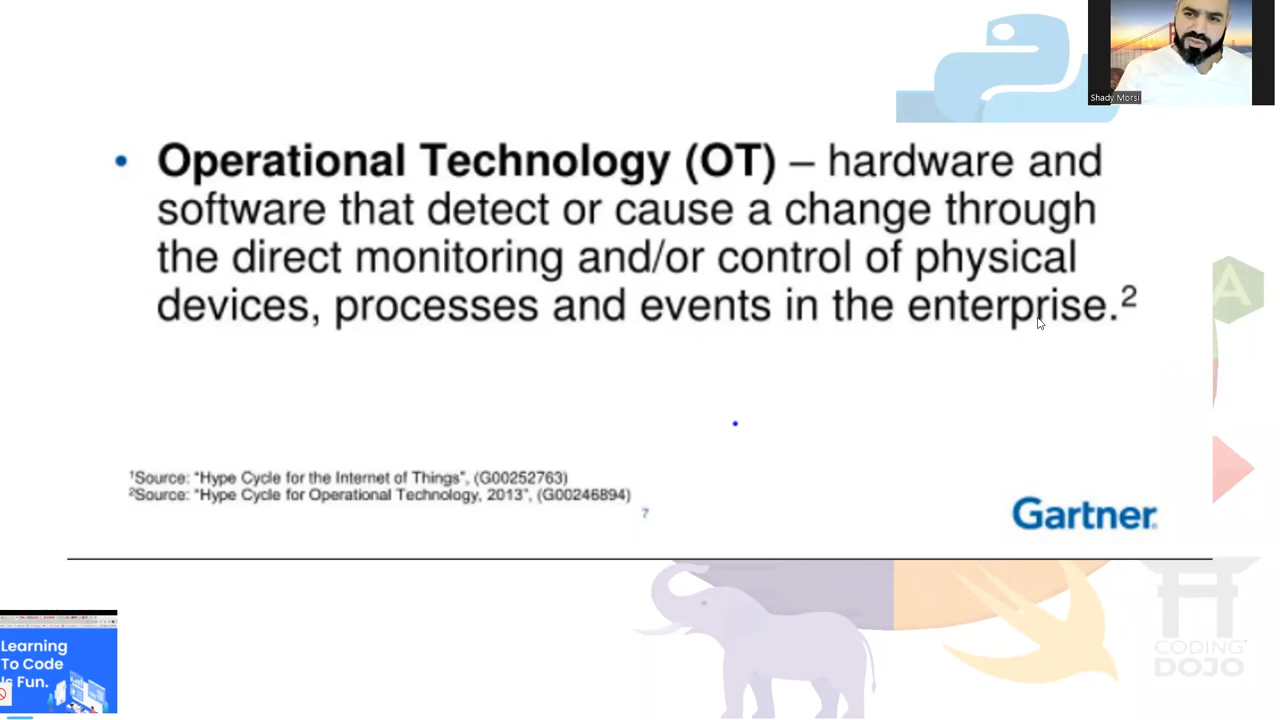 Shady Morsi
• Operational Technology (OT) – hardware and
software that detect or cause a change through
the direct monitoring and/or control of physical
devices, processes and events in the enterprise.²
¹Source: "Hype Cycle for the Internet of Things", (G00252763)
²Source: "Hype Cycle for Operational Technology, 2013", (G00246894)
7
Gartner.
A
Learning
To Code
Is Fun.
CODING
DOJO